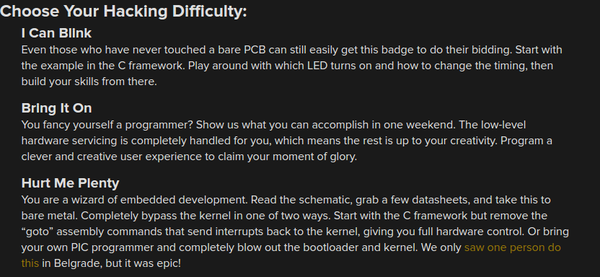 Choose Your Hacking Difficulty:
I Can Blink
Even those who have never touched a bare PCB can still easily get this badge to do their bidding. Start with
the example in the C framework. Play around with which LED turns on and how to change the timing, then
build your skills from there.
Bring It On
You fancy yourself a programmer? Show us what you can accomplish in one weekend. The low-level
hardware servicing is completely handled for you, which means the rest is up to your creativity. Program a
clever and creative user experience to claim your moment of glory.
Hurt Me Plenty
You are a wizard of embedded development. Read the schematic, grab a few datasheets, and take this to
bare metal. Completely bypass the kernel in one of two ways. Start with the C framework but remove the
“goto” assembly commands that send interrupts back to the kernel, giving you full hardware control. Or bring
your own PIC programmer and completely blow out the bootloader and kernel. We only saw one person do
this in Belgrade, but it was epic!